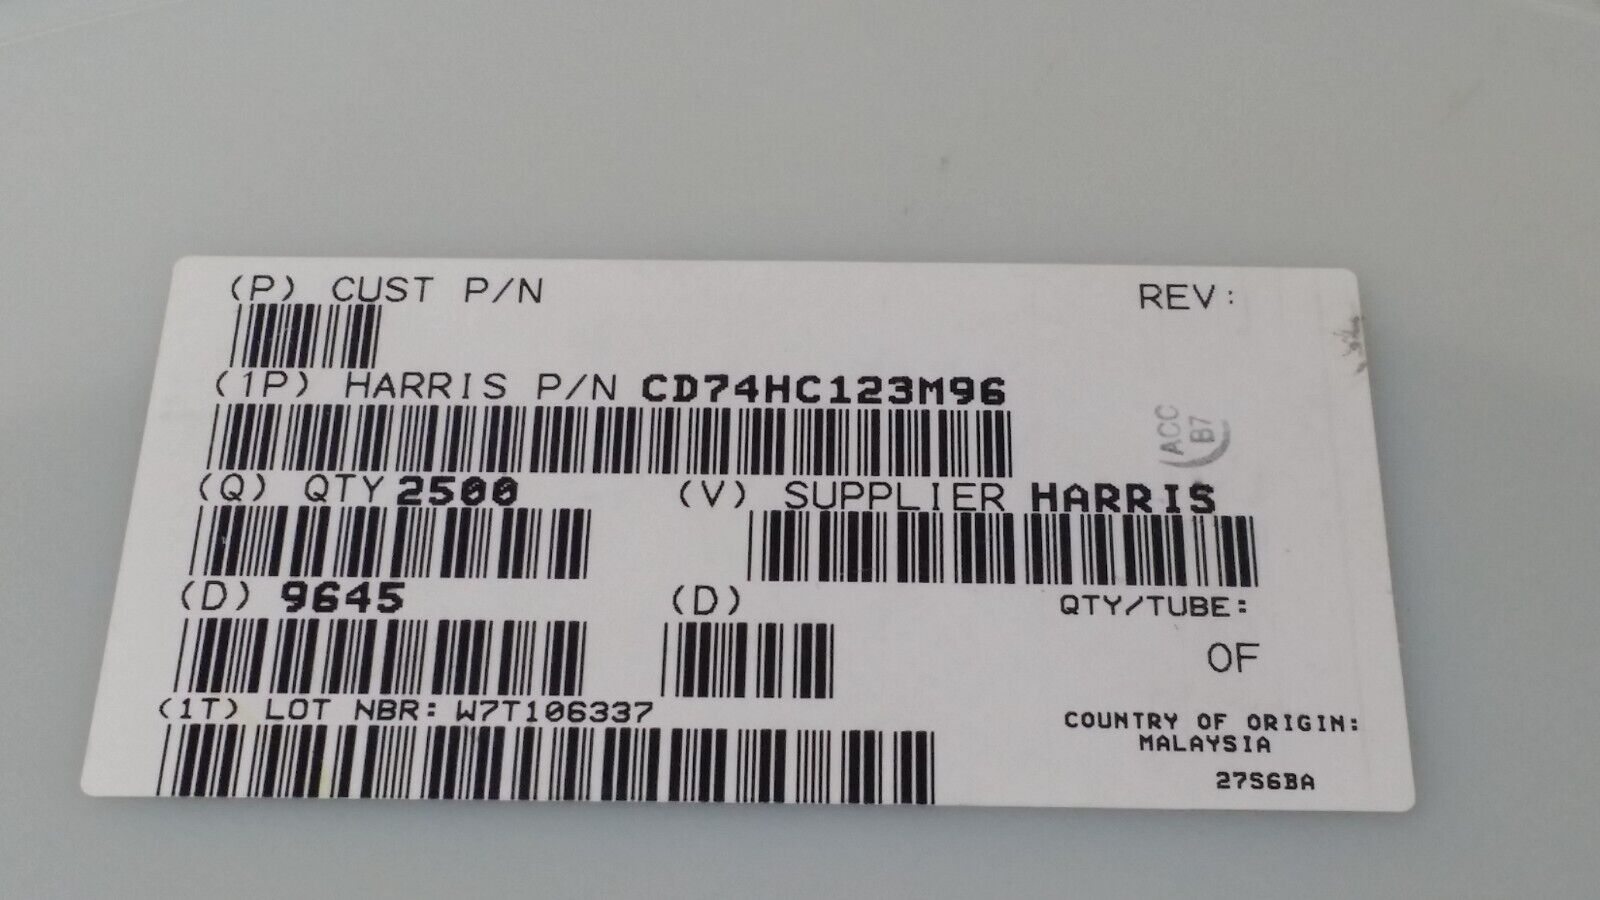 (P) CUST P/N
REV:
(1P) HARRIS P/N CD74HC123M96
ACC
B7
(Q) QTY 2500
(V) SUPPLIER HARRIS
(D) 9645
(D)
QTY/TUBE:
OF
(1T) LOT NBR: W7T106337
COUNTRY OF ORIGIN:
MALAYSIA
27S6BA